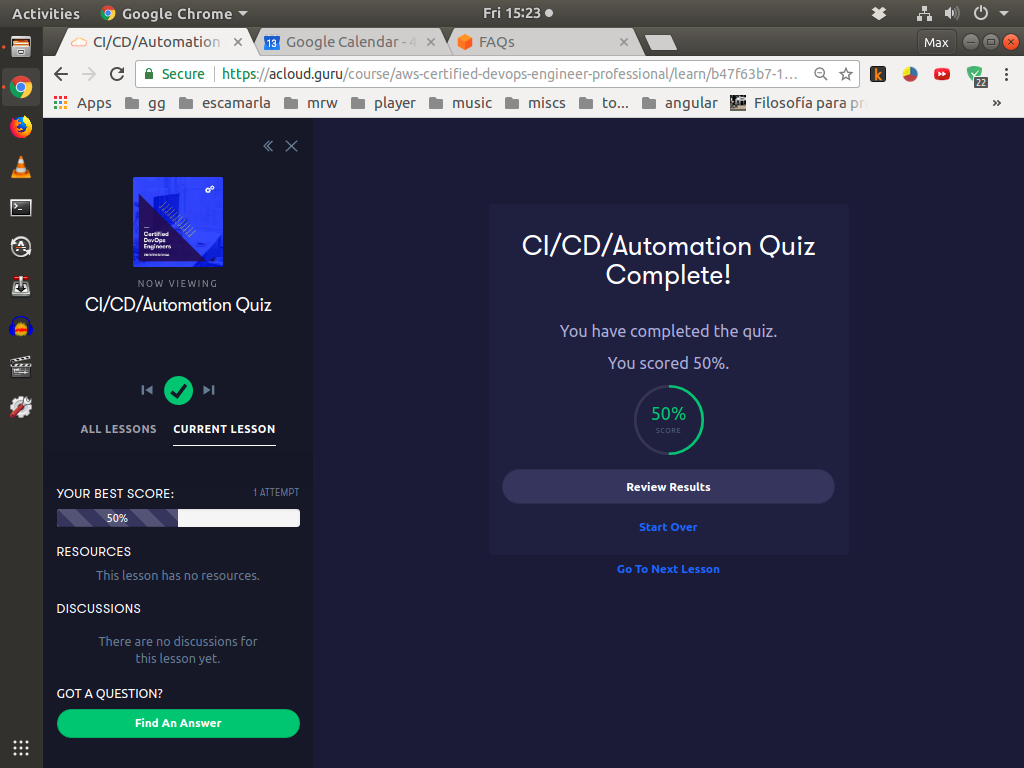 Activities Google Chrome Fri 15:23
CI/CD/Automation Google Calendar - 4 FAQs Max
Secure https://acloud.guru/course/aws-certified-devops-engineer-professional/learn/b47f63b7-1... 22
Apps gg escamarla mrw player music miscs to... angular Filosofía para pr »
Certified
DevOps
Engineers
PROFESSIONAL
NOW VIEWING
CI/CD/Automation Quiz
ALL LESSONS CURRENT LESSON
YOUR BEST SCORE: 1 ATTEMPT
50%
RESOURCES
This lesson has no resources.
DISCUSSIONS
There are no discussions for
this lesson yet.
GOT A QUESTION?
Find An Answer
CI/CD/Automation Quiz
Complete!
You have completed the quiz.
You scored 50%.
50%
SCORE
Review Results
Start Over
Go To Next Lesson